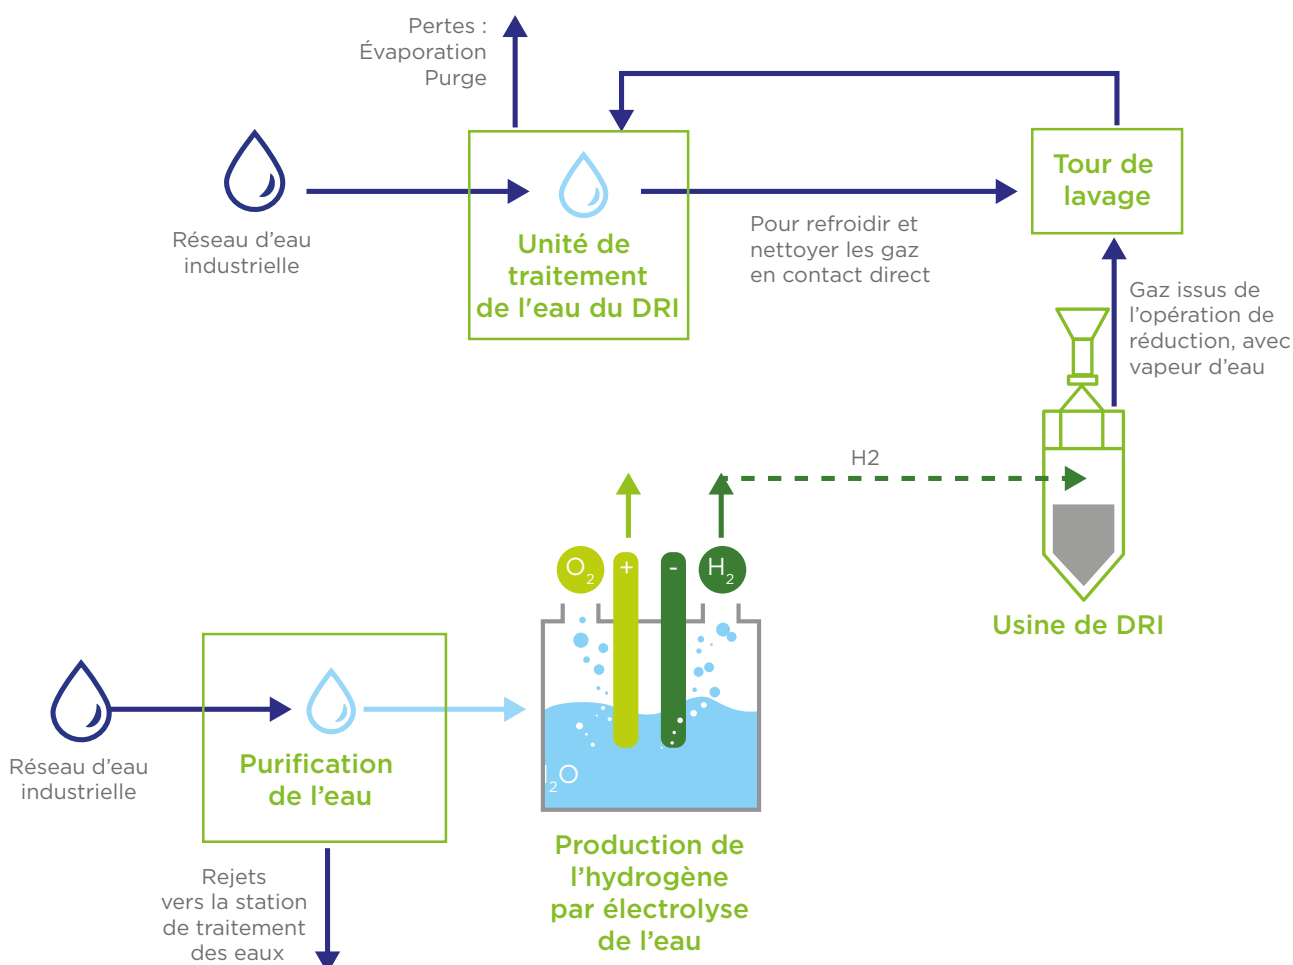 Pertes :
Évaporation
Purge
Réseau d’eau
industrielle
Unité de
traitement
de l'eau du DRI
Pour refroidir et
nettoyer les gaz
en contact direct
Tour de
lavage
Gaz issus de
l’opération de
réduction, avec
vapeur d’eau
H2
Usine de DRI
O₂
+
-
H₂
Réseau d’eau
industrielle
Purification
de l’eau
₂O
Production de
l’hydrogène
par électrolyse
de l’eau
Rejets
vers la station
de traitement
des eaux